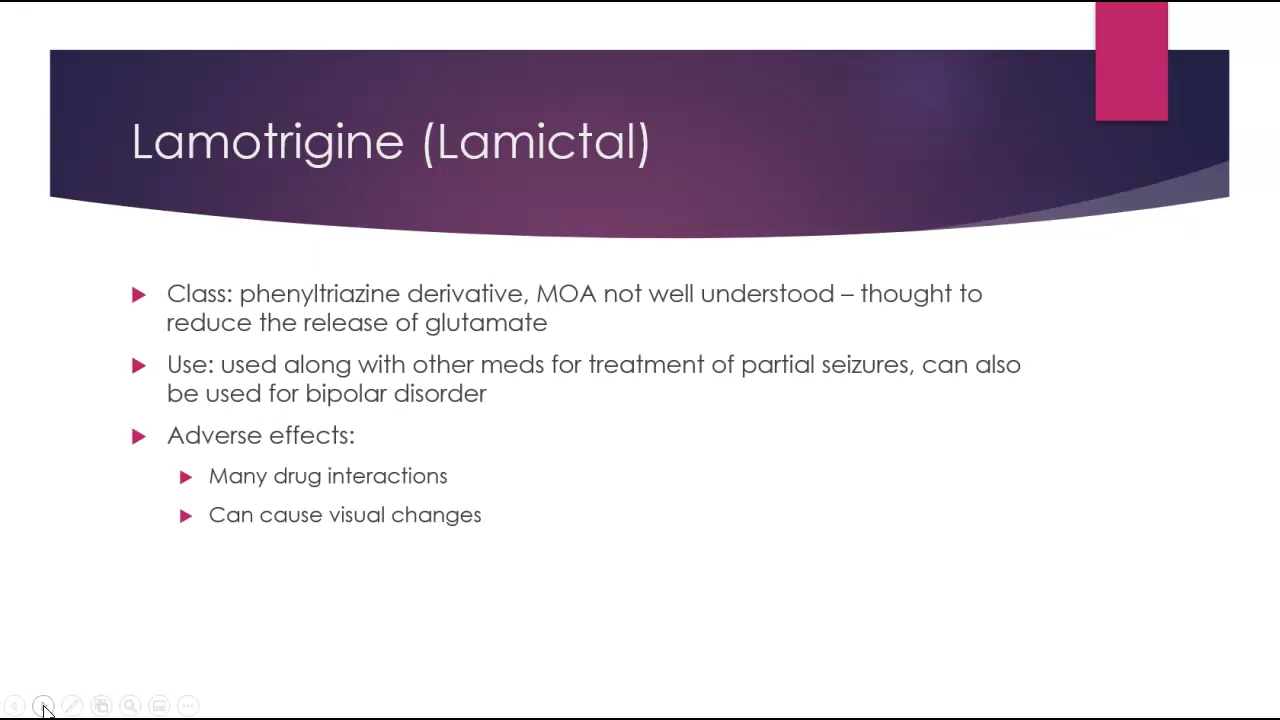 Lamotrigine (Lamictal)
Class: phenyltriazine derivative, MOA not well understood – thought to
reduce the release of glutamate
Use: used along with other meds for treatment of partial seizures, can also
be used for bipolar disorder
Adverse effects:
Many drug interactions
Can cause visual changes